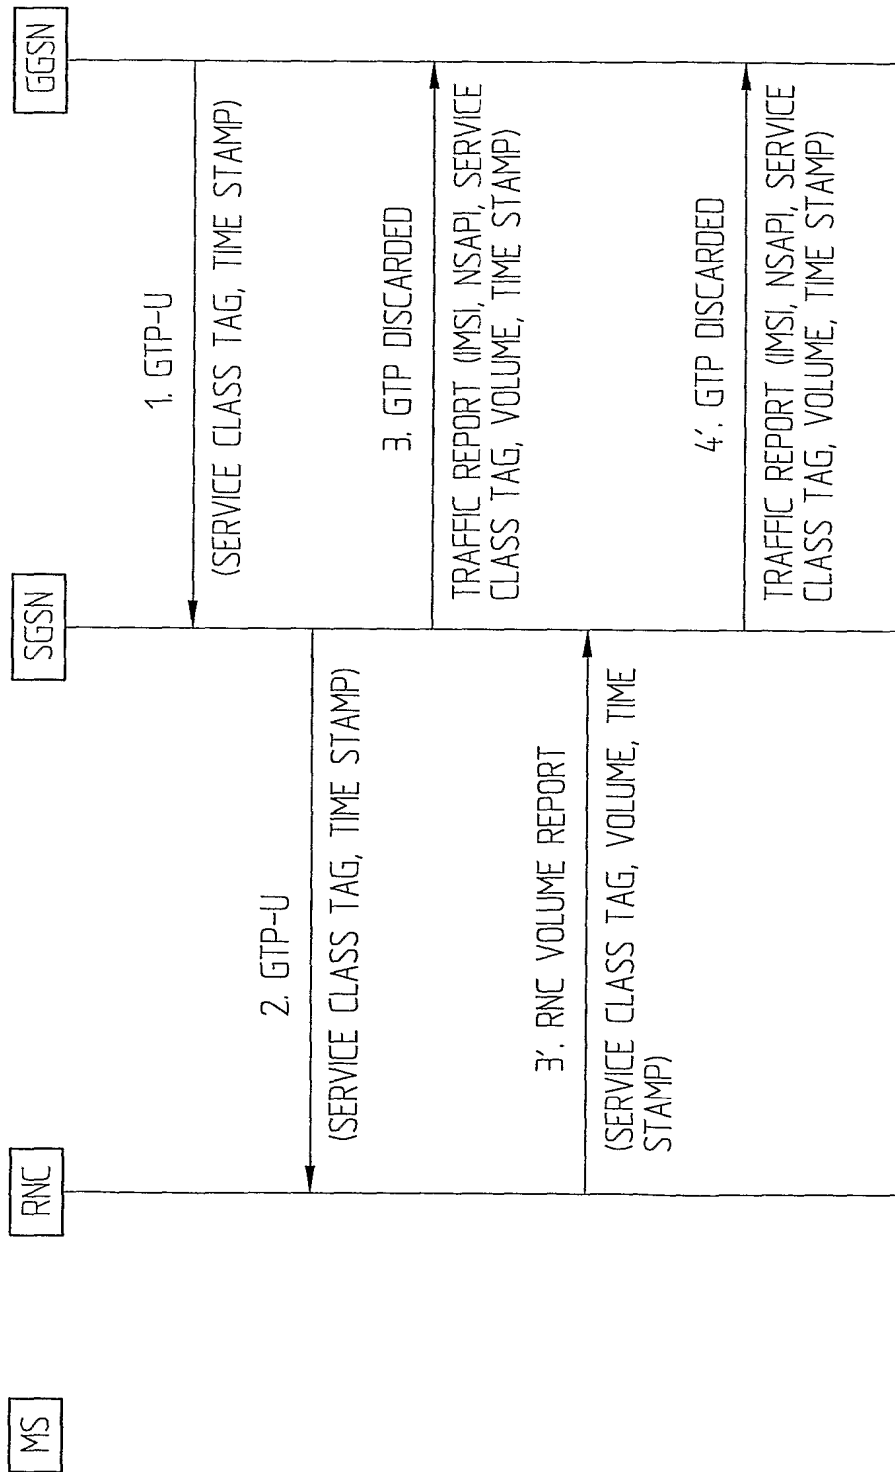 MS
RNC
SGSN
GGSN
1. GTP-U
(SERVICE CLASS TAG, TIME STAMP)
2. GTP-U
(SERVICE CLASS TAG, TIME STAMP)
3. GTP DISCARDED
TRAFFIC REPORT (IMSI, NSAPI, SERVICE
CLASS TAG, VOLUME, TIME STAMP)
3'. RNC VOLUME REPORT
(SERVICE CLASS TAG, VOLUME, TIME
STAMP)
4'. GTP DISCARDED
TRAFFIC REPORT (IMSI, NSAPI, SERVICE
CLASS TAG, VOLUME, TIME STAMP)